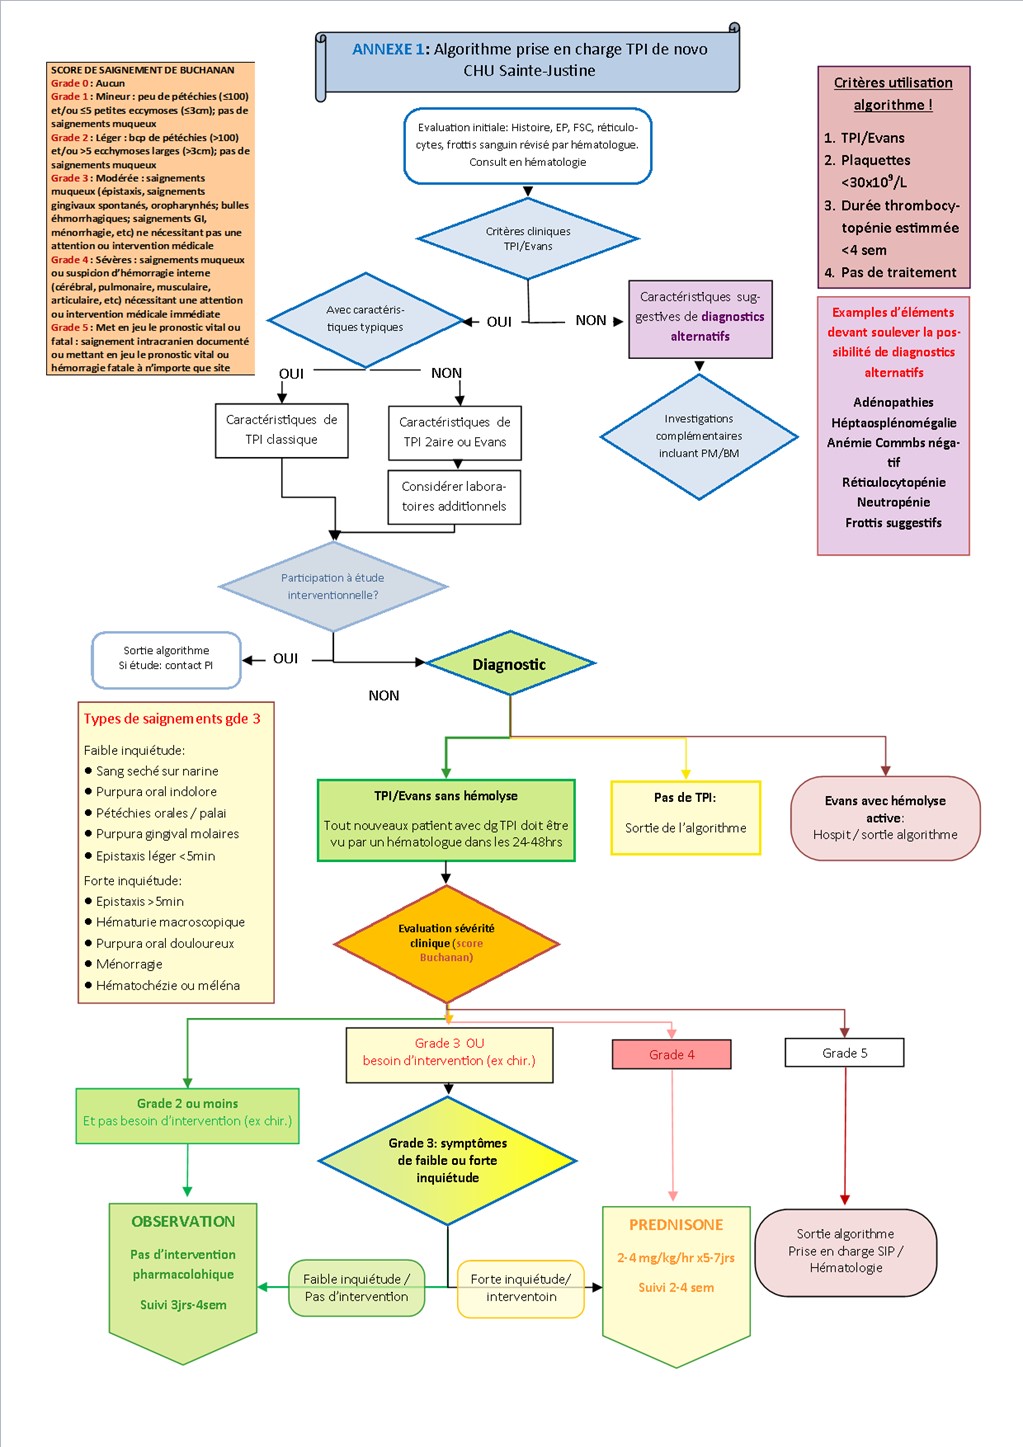 ANNEXE 1: Algorithme prise en charge TPI de novo
CHU Sainte-Justine
SCORE DE SAIGNEMENT DE BUCHANAN
Grade 0 : Aucun
Grade 1 : Mineur : peu de pétéchies (≤100)
et/ou ≤5 petites eccymoses (≤3cm); pas de
saignements muqueux
Grade 2 : Léger : bcp de pétéchies (>100)
et/ou >5 ecchymoses larges (>3cm); pas de
saignements muqueux
Grade 3 : Modérée : saignements
muqueux (épistaxis, saignements
gingivaux spontanés, oropharynés; bulles
éhmorrhagiques; saignements GI,
ménorrhagie, etc) ne nécessitant pas une
attention ou intervention médicale
Grade 4 : Sévères : saignements muqueux
ou suspicion d'hémorragie interne
(cérébral, pulmonaire, musculaire,
articulaire, etc) nécessitant une attention
ou intervention médicale immédiate
Grade 5 : Met en jeu le pronostic vital ou
fatal : saignement intracranien documenté
ou mettant en jeu le pronostic vital ou
hémorragie fatale à n'importe que site
Evaluation initiale: Histoire, EP, FSC, réticulo-
cytes, frottis sanguin révisé par hématologue.
Consult en hématologie
Critères utilisation
algorithme !
1. TPI/Evans
2. Plaquettes
<30x10⁹/L
3. Durée thrombocy-
topénie estimmée
<4 sem
4. Pas de traitement
Critères cliniques
TPI/Evans
Avec caractéris-
tiques typiques
OUI
NON
Caractéristiques sug-
gestives de diagnostics
alternatifs
Examples d'éléments
devant soulever la pos-
sibilité de diagnostics
alternatifs
Adénopathies
Héptaosplénomégalie
Anémie Commbs néga-
tif
Réticulocytopénie
Neutropénie
Frottis suggestifs
OUI
NON
Caractéristiques de
TPI classique
Caractéristiques de
TPI 2aire ou Evans
Investigations
complémentaires
incluant PM/BM
Considérer labora-
toires additionnels
Participation à étude
interventionnelle?
Sortie algorithme
Si étude: contact PI
OUI
NON
Diagnostic
Types de saignements gde 3
Faible inquiétude:
● Sang seché sur narine
● Purpura oral indolore
● Pétéchies orales / palai
● Purpura gingival molaires
● Epistaxis léger <5min
Forte inquiétude:
● Epistaxis >5min
● Hématurie macroscopique
● Purpura oral douloureux
● Ménorragie
● Hématochézie ou méléna
TPI/Evans sans hémolyse
Tout nouveaux patient avec dg TPI doit être
vu par un hématologue dans les 24-48hrs
Pas de TPI:
Sortie de l'algorithme
Evans avec hémolyse
active:
Hospit / sortie algorithme
Evaluation sévérité
clinique (score
Buchanan)
Grade 3 OU
besoin d'intervention (ex chir.)
Grade 4
Grade 5
Grade 2 ou moins
Et pas besoin d'intervention (ex chir.)
Grade 3: symptômes
de faible ou forte
inquiétude
OBSERVATION
Pas d'intervention
pharmacolohique
Suivi 3jrs-4sem
Faible inquiétude /
Pas d'intervention
Forte inquiétude/
interventoin
PREDNISONE
2-4 mg/kg/hr x5-7jrs
Suivi 2-4 sem
Sortie algorithme
Prise en charge SIP /
Hématologie